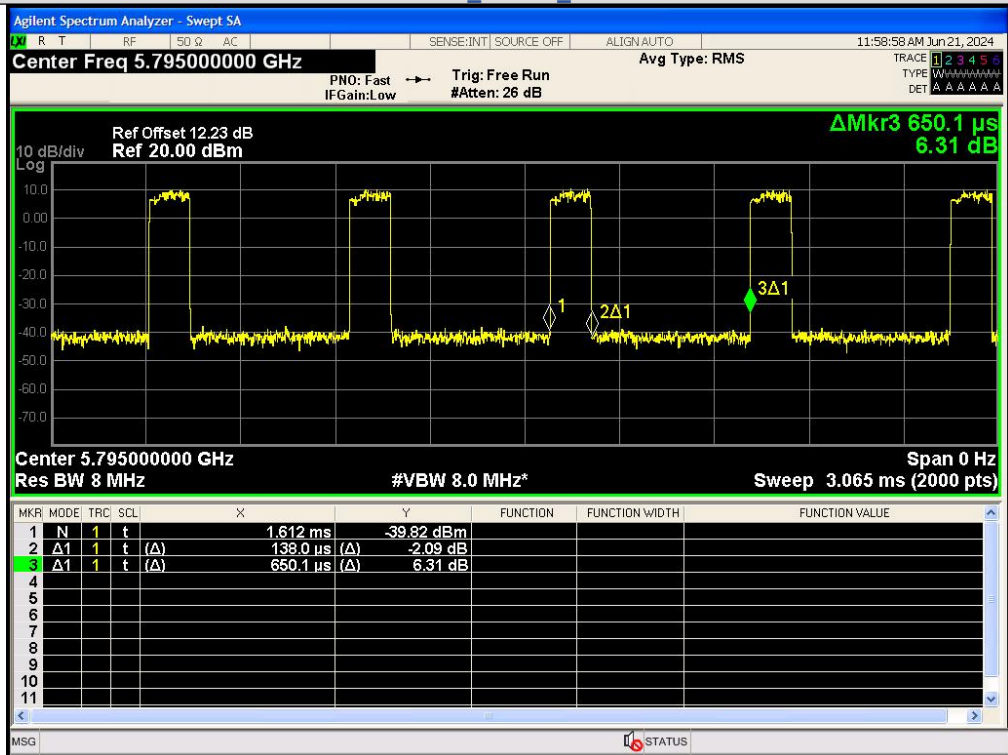 Agilent Spectrum Analyzer - Swept SA
LXI R T RF 50 Ω AC SENSE:INT SOURCE OFF ALIGN AUTO 11:58:58 AM Jun 21, 2024
Center Freq 5.795000000 GHz
Avg Type: RMS
TRACE 1 2 3 4 5 6
PNO: Fast Trig: Free Run
TYPE WWWWWW
IFGain:Low #Atten: 26 dB
DET A A A A A A
ΔMkr3 650.1 µs
6.31 dB
Ref Offset 12.23 dB
10 dB/div Ref 20.00 dBm
Log
10.0
0.00
-10.0
-20.0
-30.0
-40.0
-50.0
-60.0
-70.0
1
2Δ1
3Δ1
Center 5.795000000 GHz Span 0 Hz
Res BW 8 MHz #VBW 8.0 MHz* Sweep 3.065 ms (2000 pts)
MKR MODE TRC SCL X Y FUNCTION FUNCTION WIDTH FUNCTION VALUE
1 N 1 t 1.612 ms -39.82 dBm
2 Δ1 1 t (Δ) 138.0 µs (Δ) -2.09 dB
3 Δ1 1 t (Δ) 650.1 µs (Δ) 6.31 dB
4
5
6
7
8
9
10
11
MSG STATUS